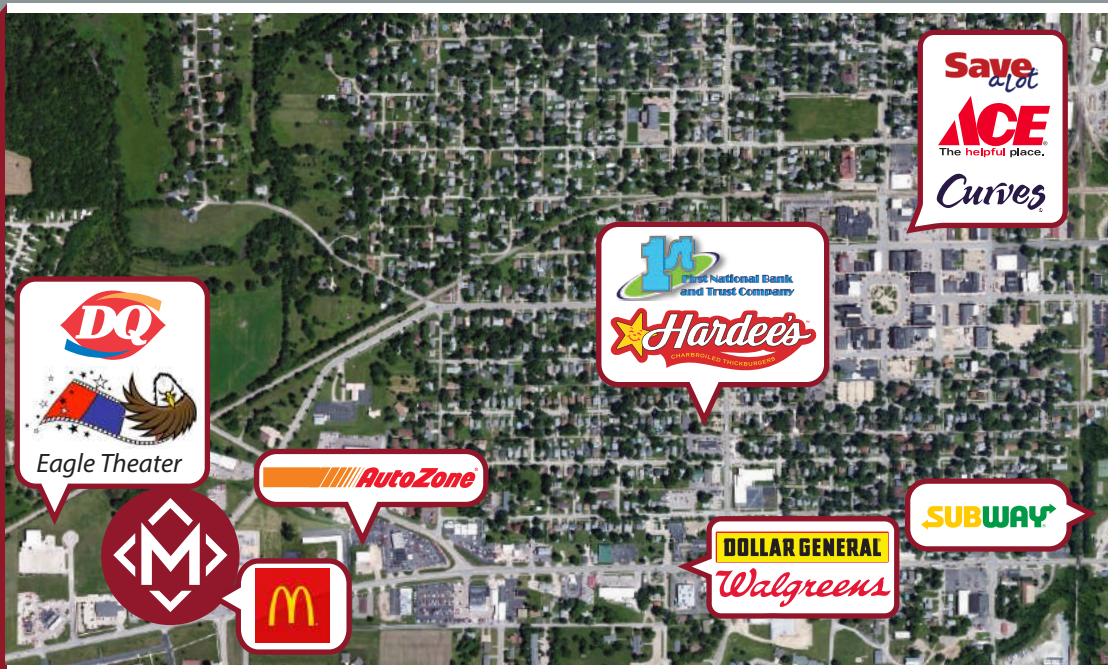 Save
a lot
ACE
The helpful place.
Curves
1st
First National Bank
and Trust Company
Hardee's
CHARBROILED THICKBURGERS
DQ
Eagle Theater
AutoZone
M
M
SUBWAY
DOLLAR GENERAL
Walgreens